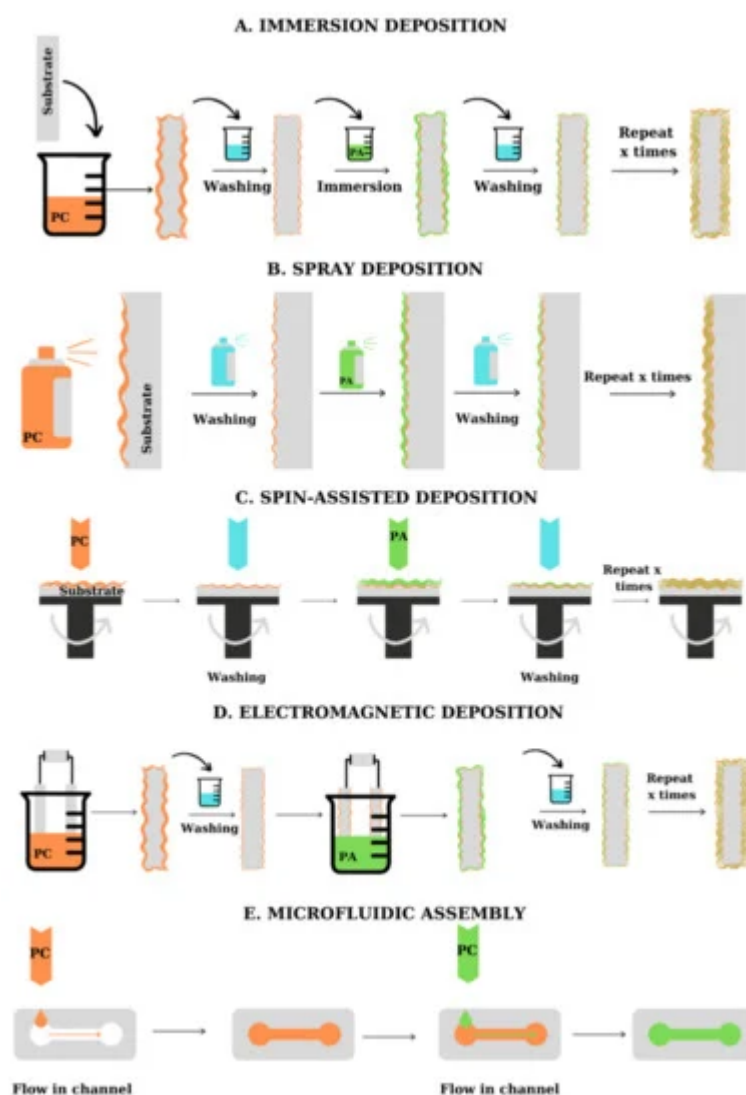 A. IMMERSION DEPOSITION
Substrate
PC
Washing
PA
Immersion
Washing
Repeat
x times
B. SPRAY DEPOSITION
PC
Substrate
Washing
PA
Washing
Repeat x times
C. SPIN-ASSISTED DEPOSITION
PC
PA
Substrate
Repeat x
times
Washing
Washing
D. ELECTROMAGNETIC DEPOSITION
PC
Washing
PA
Washing
Repeat
x times
E. MICROFLUIDIC ASSEMBLY
PC
PC
Flow in channel
Flow in channel